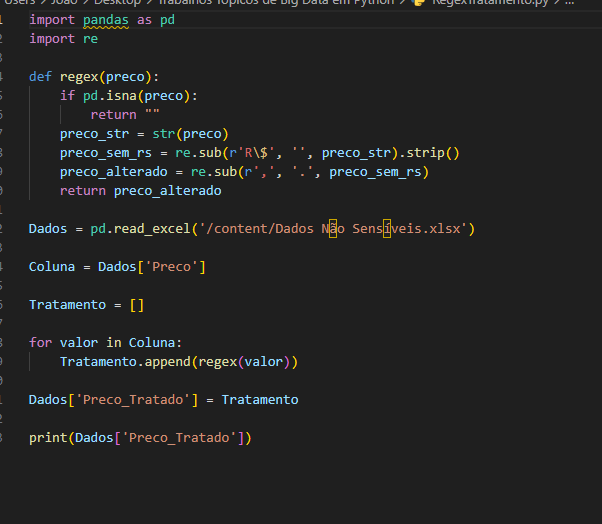 Users > João > Desktop > Trabalhos Tópicos de Big Data em Python > RegexTratamento.py > ...
import pandas as pd
import re
def regex(preco):
if pd.isna(preco):
return ""
preco_str = str(preco)
preco_sem_rs = re.sub(r'R\$', '', preco_str).strip()
preco_alterado = re.sub(r',', '.', preco_sem_rs)
return preco_alterado
Dados = pd.read_excel('/content/Dados Não Sensíveis.xlsx')
Coluna = Dados['Preco']
Tratamento = []
for valor in Coluna:
Tratamento.append(regex(valor))
Dados['Preco_Tratado'] = Tratamento
print(Dados['Preco_Tratado'])